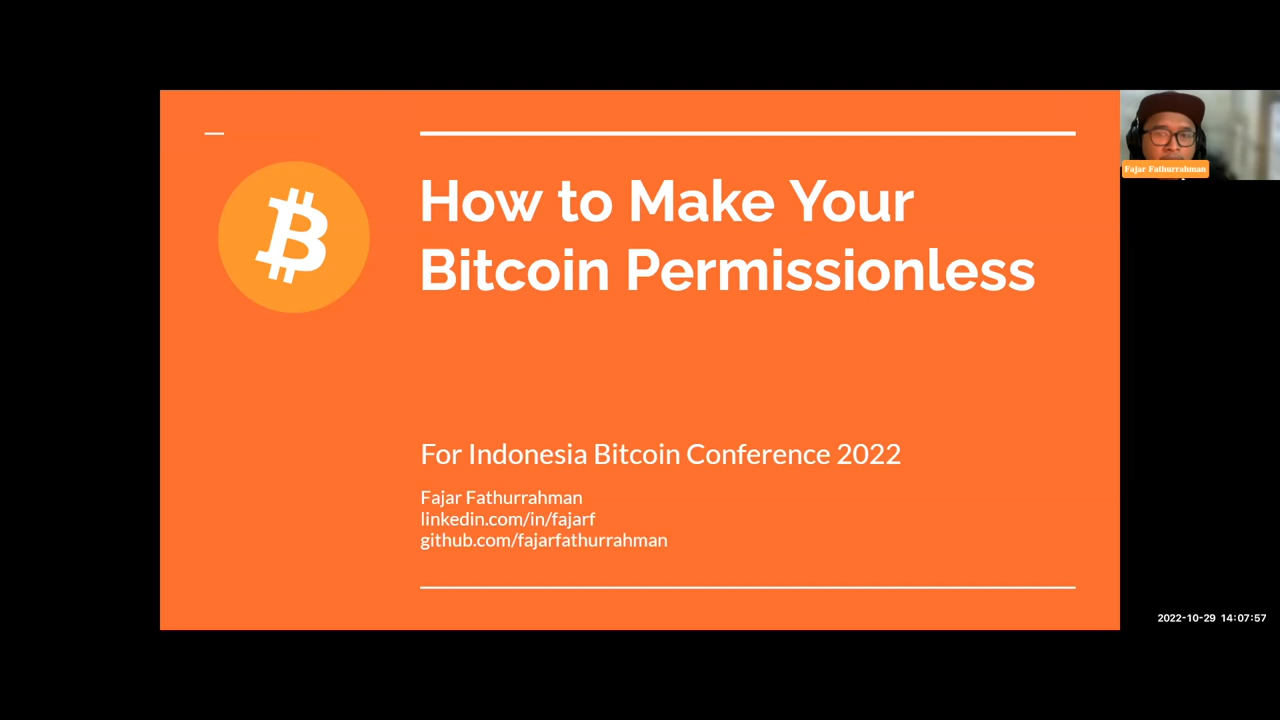 How to Make Your
Bitcoin Permissionless
For Indonesia Bitcoin Conference 2022
Fajar Fathurrahman
linkedin.com/in/fajarf
github.com/fajarfathurrahman
Fajar Fathurrahman
2022-10-29 14:07:57